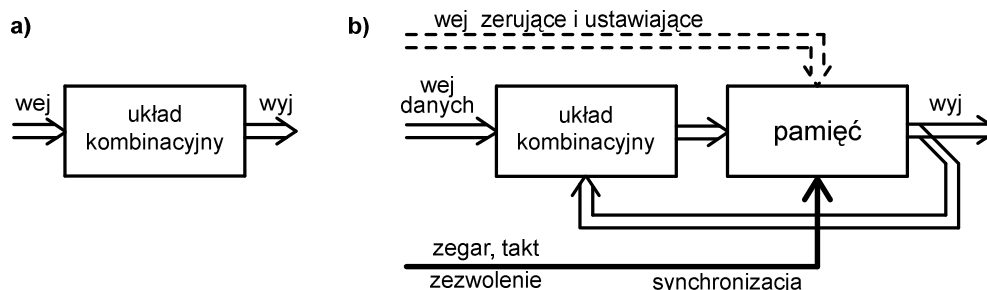 a)
wej
układ
kombinacyjny
wyj
b)
wej zerujące i ustawiające
wej
danych
układ
kombinacyjny
pamięć
wyj
zegar, takt
zezwolenie
synchronizacja